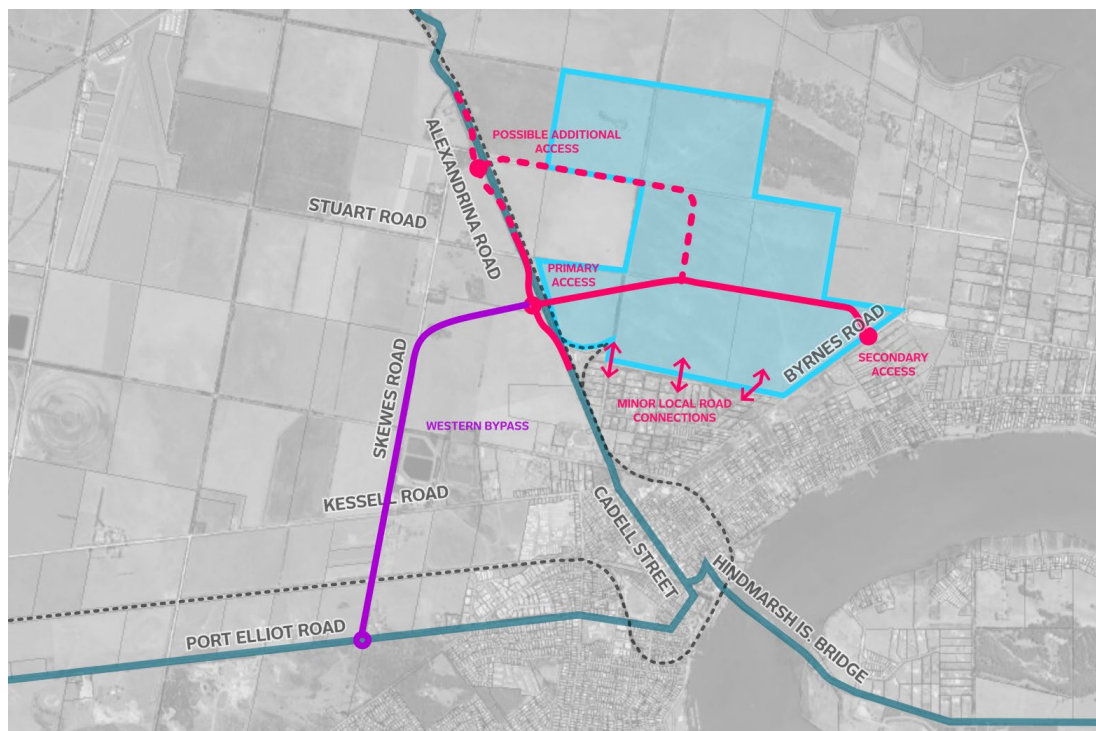 POSSIBLE ADDITIONAL
ACCESS
ALEXANDRINA ROAD
STUART ROAD
PRIMARY
ACCESS
BYRNES ROAD
SECONDARY
ACCESS
SKEWES ROAD
MINOR LOCAL ROAD
CONNECTIONS
WESTERN BYPASS
KESSELL ROAD
CADELL STREET
HINDMARSH IS. BRIDGE
PORT ELLIOT ROAD